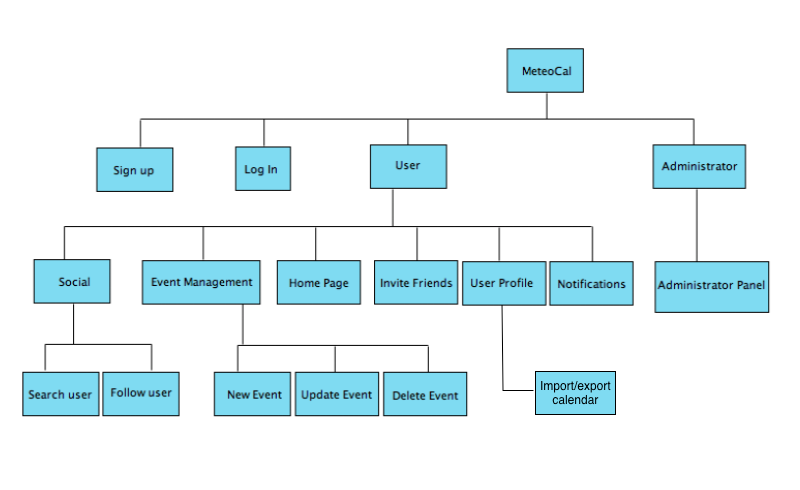 MeteoCal
Sign up
Log In
User
Administrator
Social
Event Management
Home Page
Invite Friends
User Profile
Notifications
Administrator Panel
Search user
Follow user
New Event
Update Event
Delete Event
Import/export
calendar